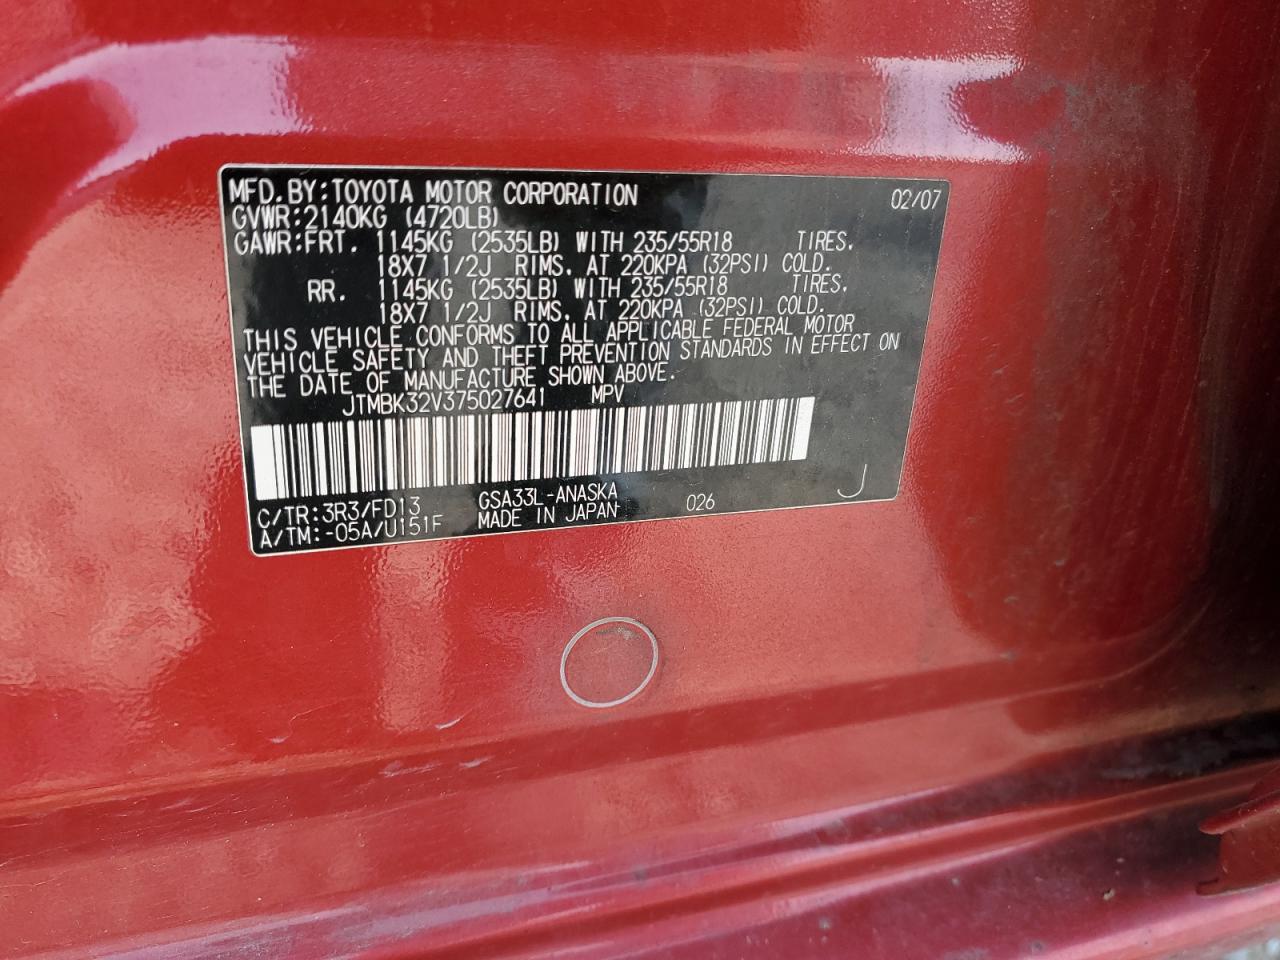 MFD.BY:TOYOTA MOTOR CORPORATION 02/07
GVWR:2140KG (4720LB)
GAWR:FRT. 1145KG (2535LB) WITH 235/55R18 TIRES.
18X7 1/2J RIMS. AT 220KPA (32PSI) COLD.
RR. 1145KG (2535LB) WITH 235/55R18 TIRES.
18X7 1/2J RIMS. AT 220KPA (32PSI) COLD.
THIS VEHICLE CONFORMS TO ALL APPLICABLE FEDERAL MOTOR
VEHICLE SAFETY AND THEFT PREVENTION STANDARDS IN EFFECT ON
THE DATE OF MANUFACTURE SHOWN ABOVE.
JTMBK32V375027641 MPV
C/TR:3R3/FD13 GSA33L-ANASKA 026 J
A/TM:-05A/U151F MADE IN JAPAN